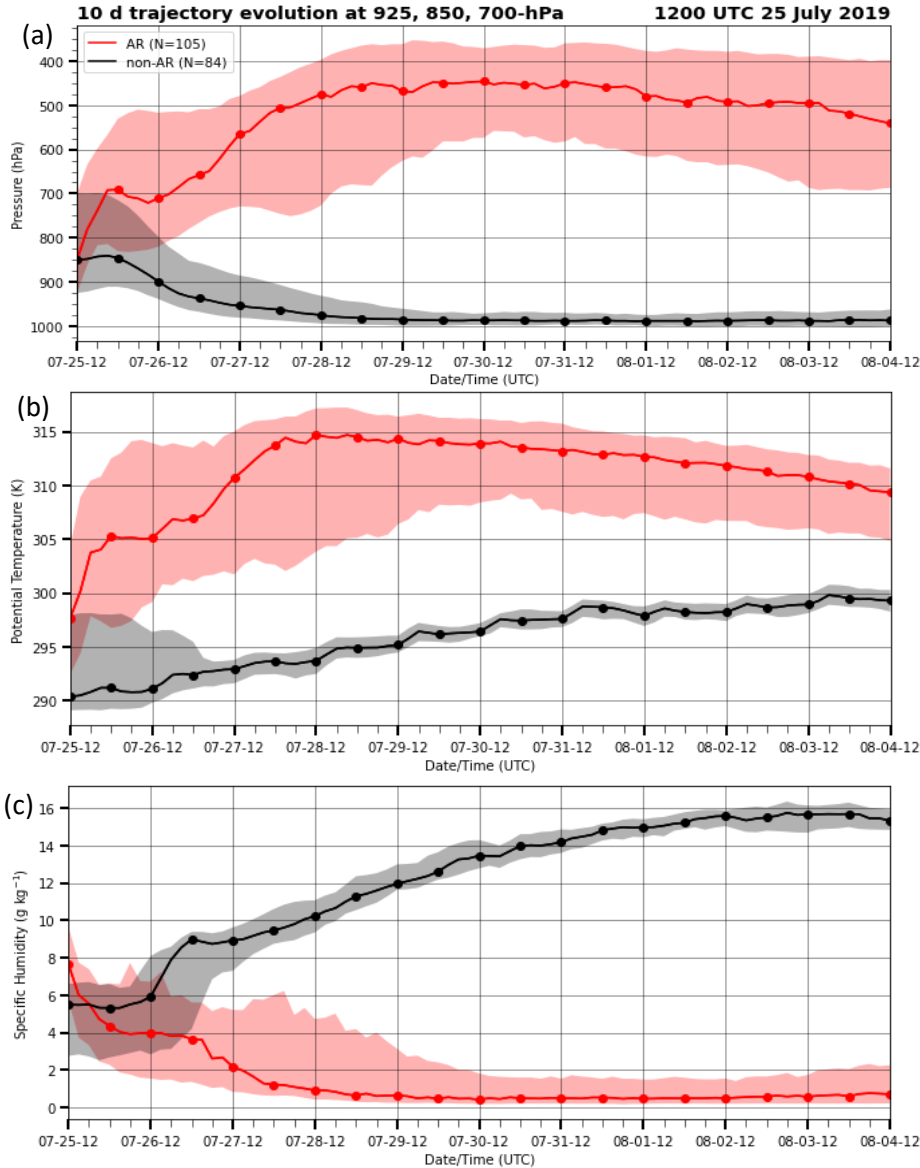 10 d trajectory evolution at 925, 850, 700-hPa 1200 UTC 25 July 2019
(a)
AR (N=105)
non-AR (N=84)
400
500
600
700
800
900
1000
Pressure (hPa)
07-25-12 07-26-12 07-27-12 07-28-12 07-29-12 07-30-12 07-31-12 08-01-12 08-02-12 08-03-12 08-04-12
Date/Time (UTC)
(b)
315
310
305
300
295
290
Potential Temperature (K)
07-25-12 07-26-12 07-27-12 07-28-12 07-29-12 07-30-12 07-31-12 08-01-12 08-02-12 08-03-12 08-04-12
Date/Time (UTC)
(c)
16
14
12
10
8
6
4
2
0
Specific Humidity (g kg⁻¹)
07-25-12 07-26-12 07-27-12 07-28-12 07-29-12 07-30-12 07-31-12 08-01-12 08-02-12 08-03-12 08-04-12
Date/Time (UTC)